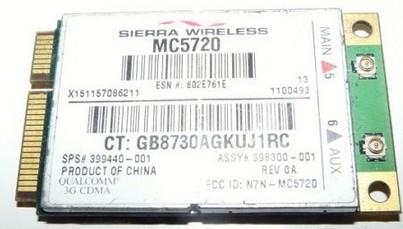 SIERRA WIRELESS
MC5720
ESN #: 602E761E
13
X151157086211
1100493
CT: GB8730AGKUJ1RC
SPS# 399440-001
ASSY# 398300-001
PRODUCT OF CHINA
REV 0A
QUALCOMM
3G CDMA
FCC ID: N7N-MC5720
MAIN 5
6 AUX